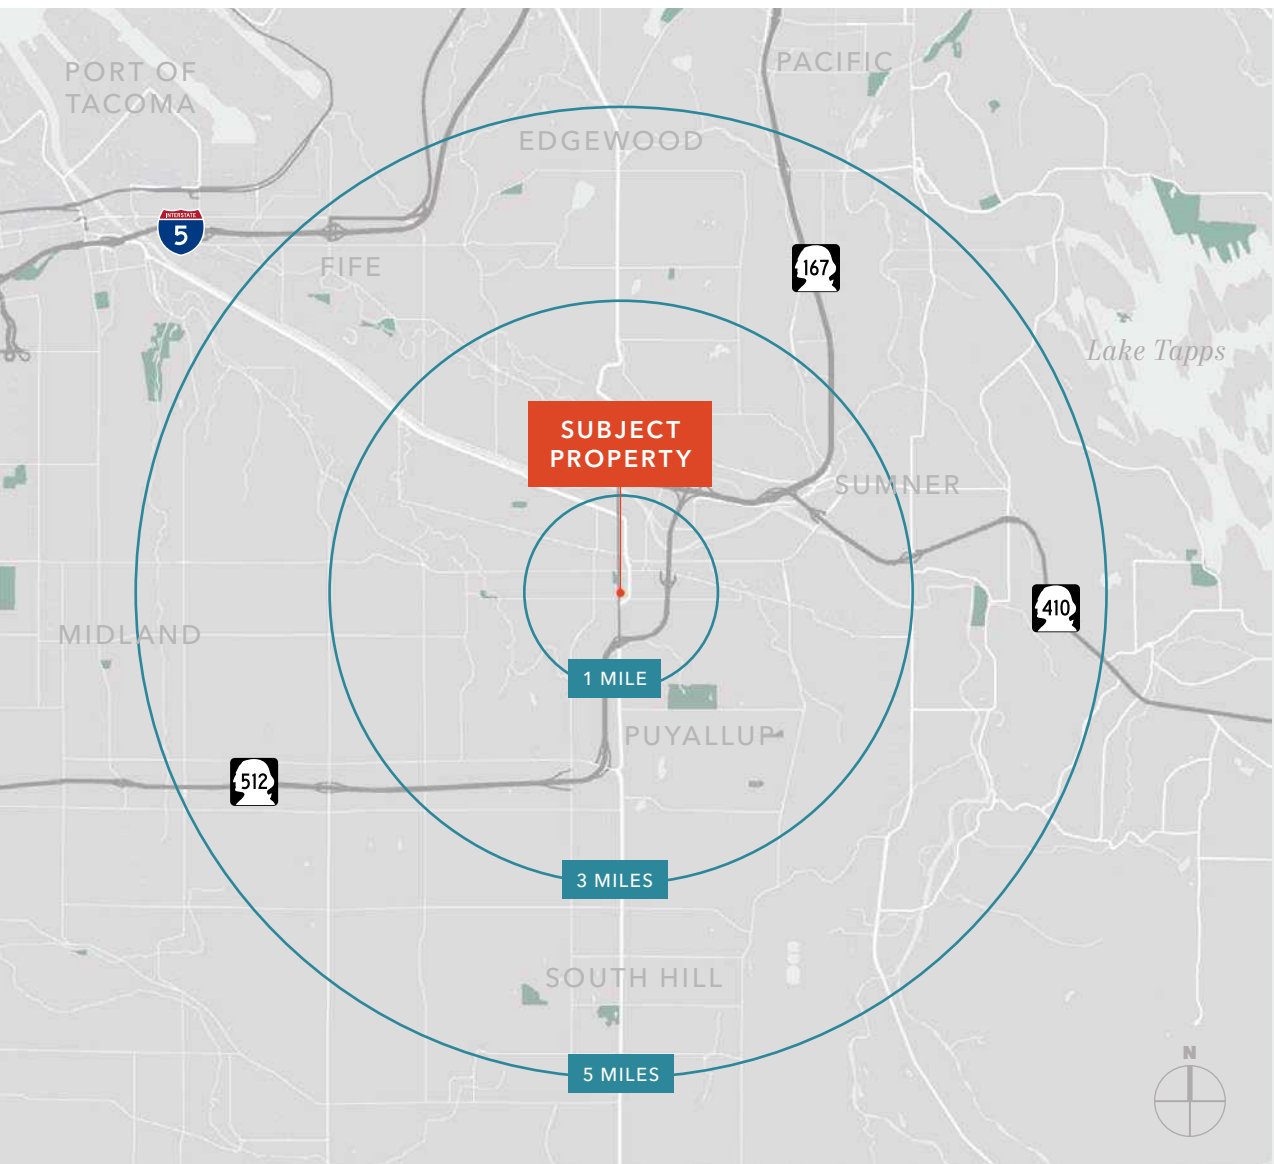 PORT OF
TACOMA
PACIFIC
EDGEWOOD
INTERSTATE
5
FIFE
167
Lake Tapps
SUBJECT
PROPERTY
SUMNER
410
MIDLAND
1 MILE
PUYALLUP
512
3 MILES
SOUTH HILL
5 MILES
N